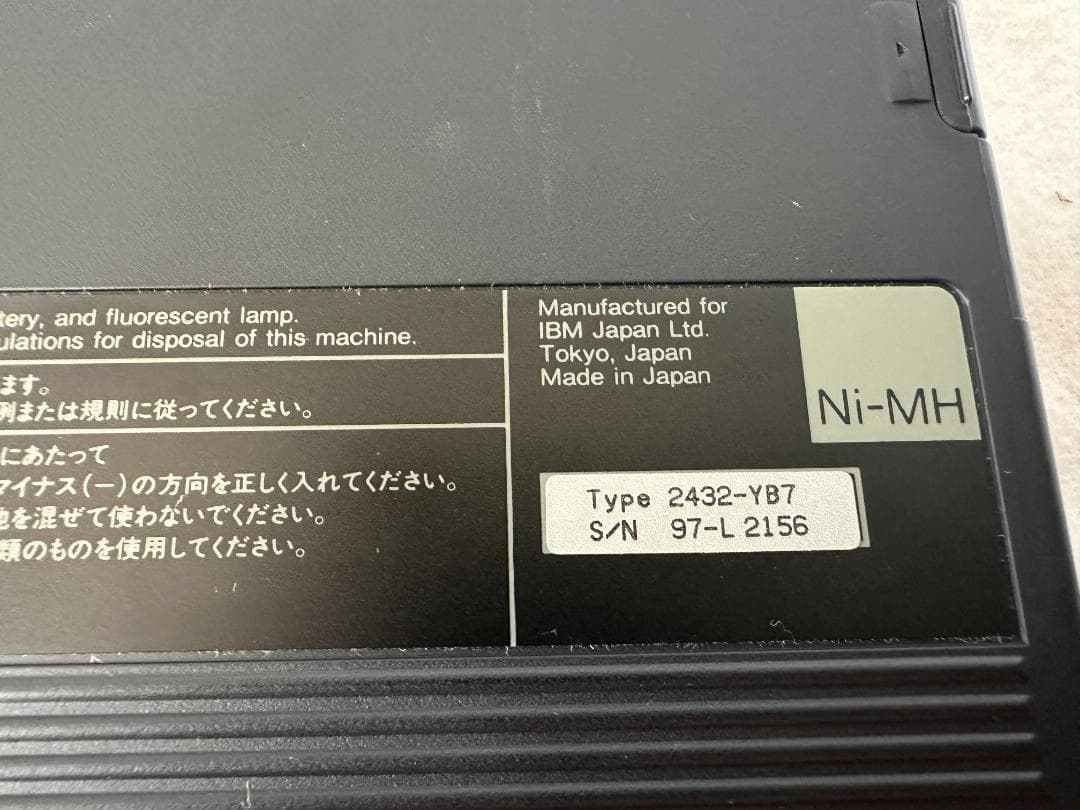 tery, and fluorescent lamp.
ulations for disposal of this machine.
ます。
例または規則に従ってください。
にあたって
マイナス(ー)の方向を正しく入れてください。
池を混ぜて使わないでください。
類のものを使用してください。
Manufactured for
IBM Japan Ltd.
Tokyo, Japan
Made in Japan
Ni-MH
Type 2432-YB7
S/N 97-L2156